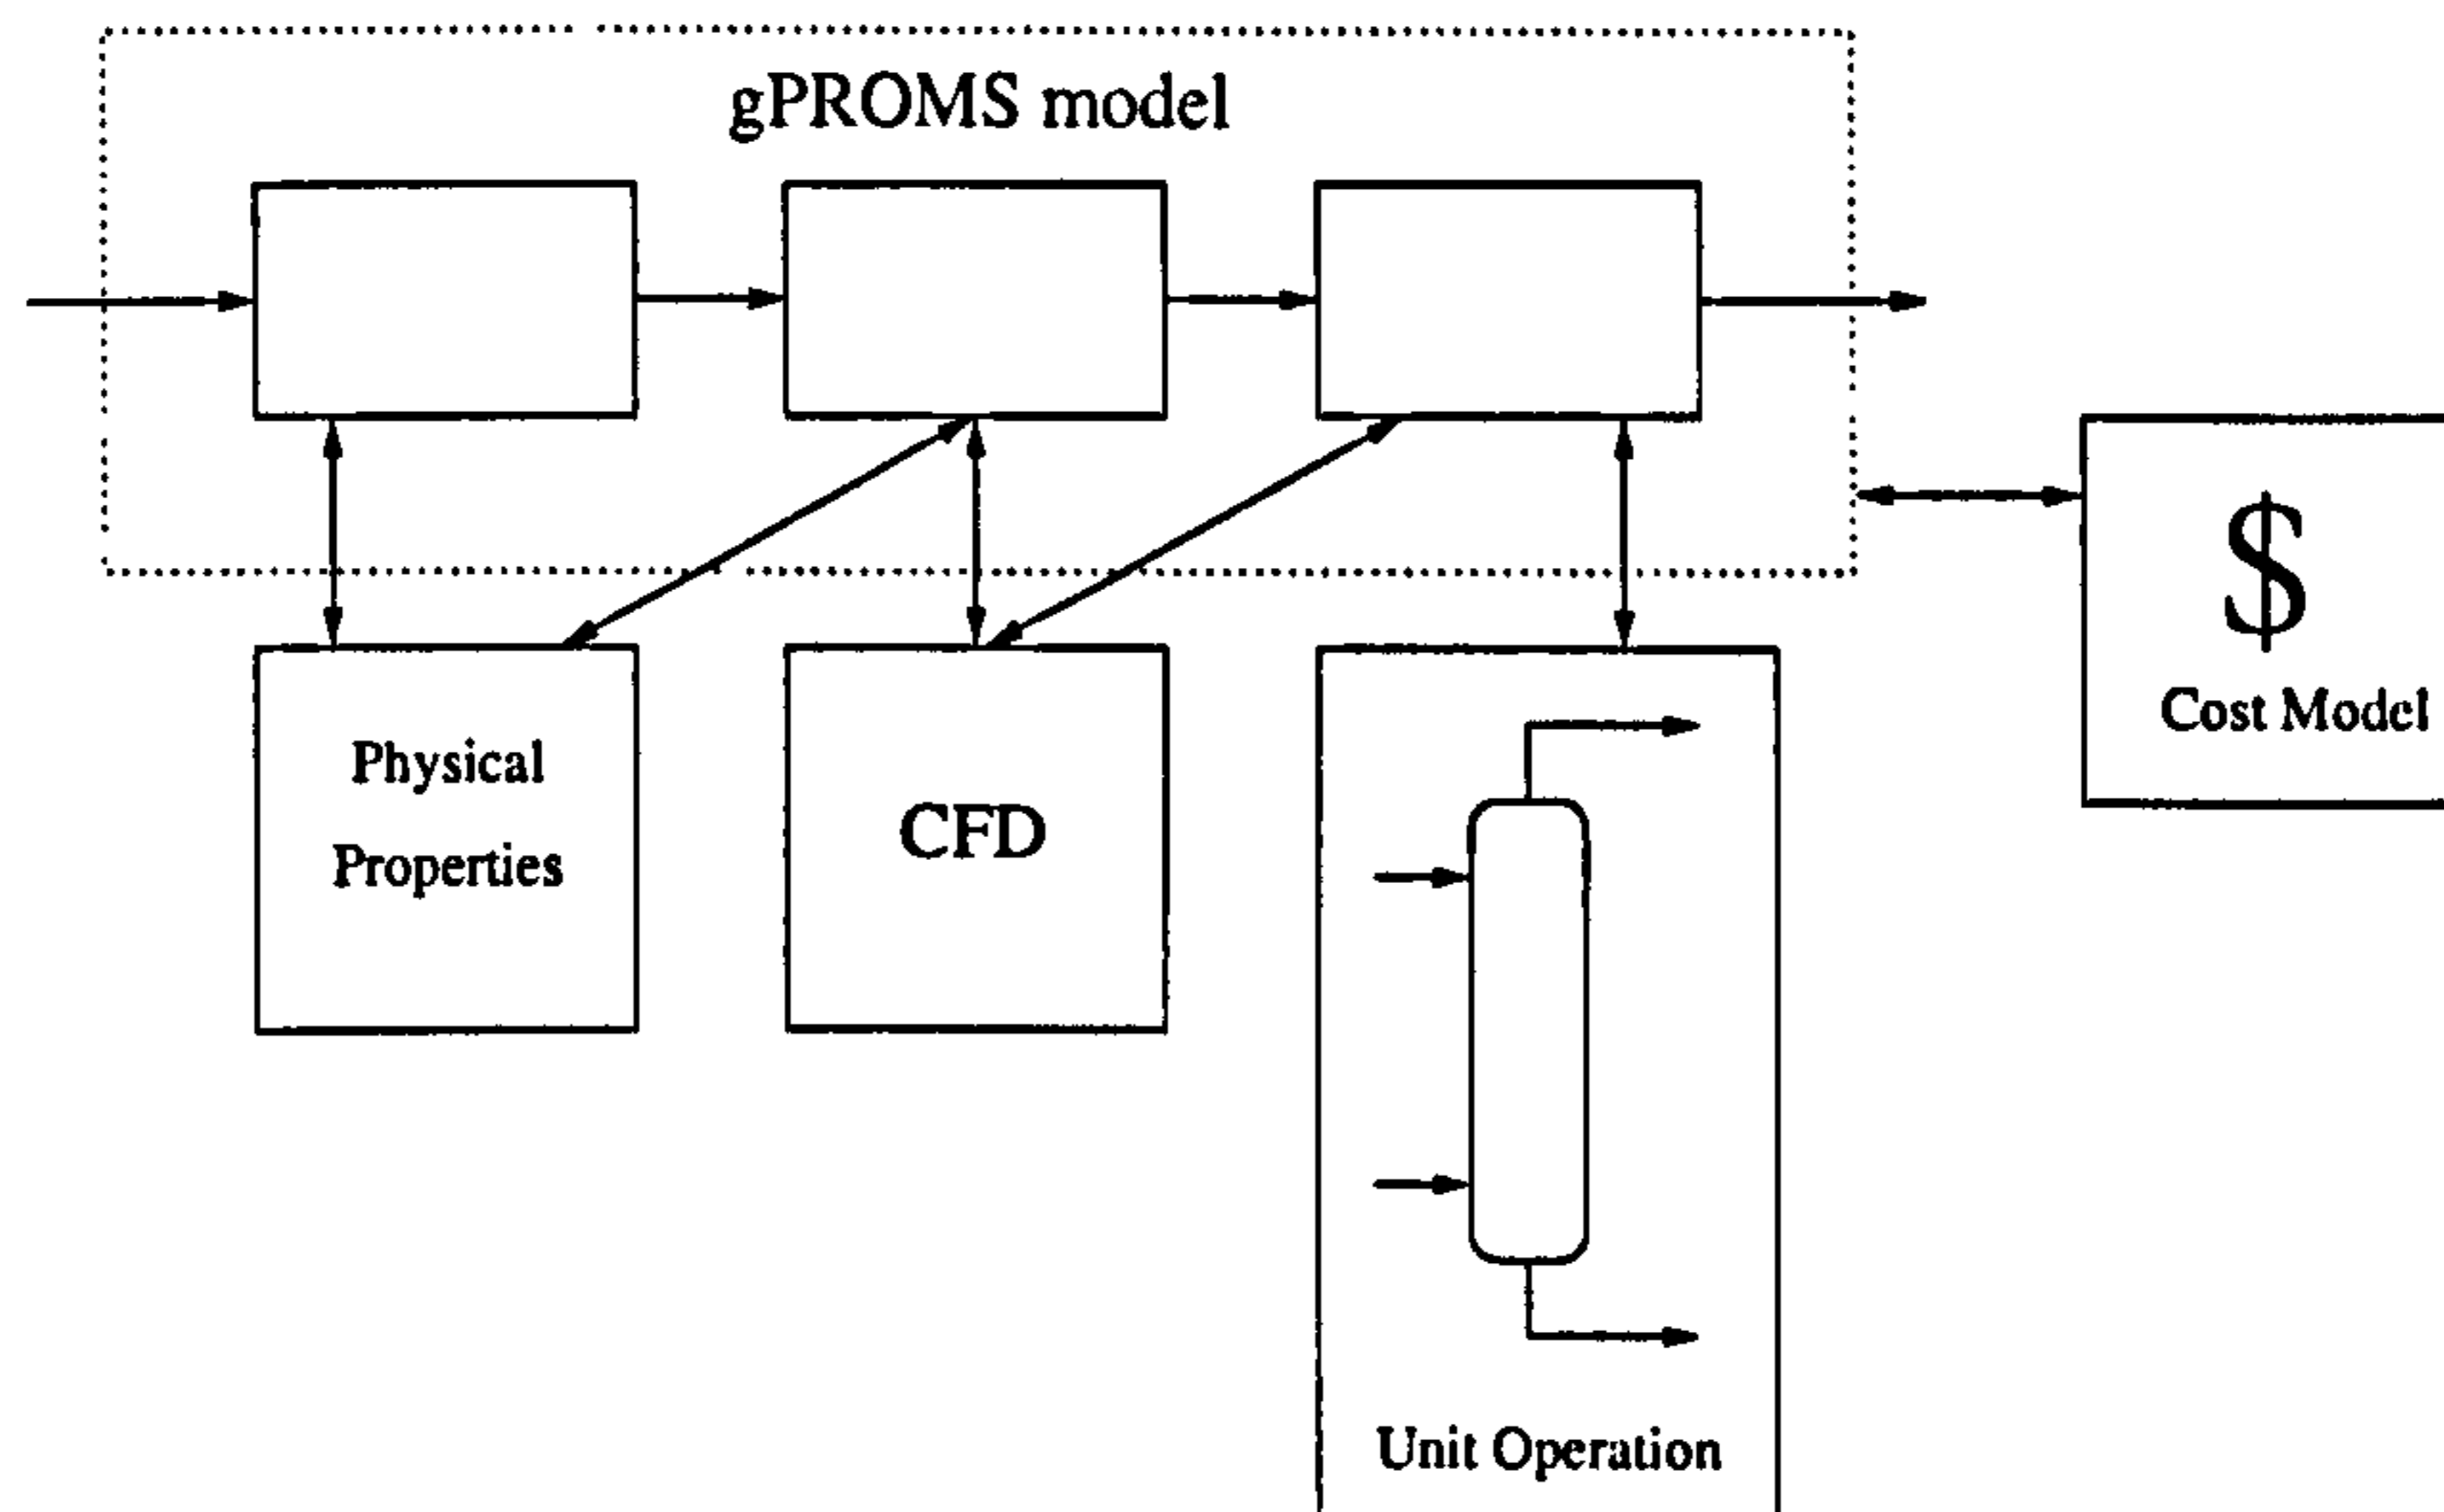 gPROMS model
$
Cost Model
Physical
Properties
CFD
Unit Operation